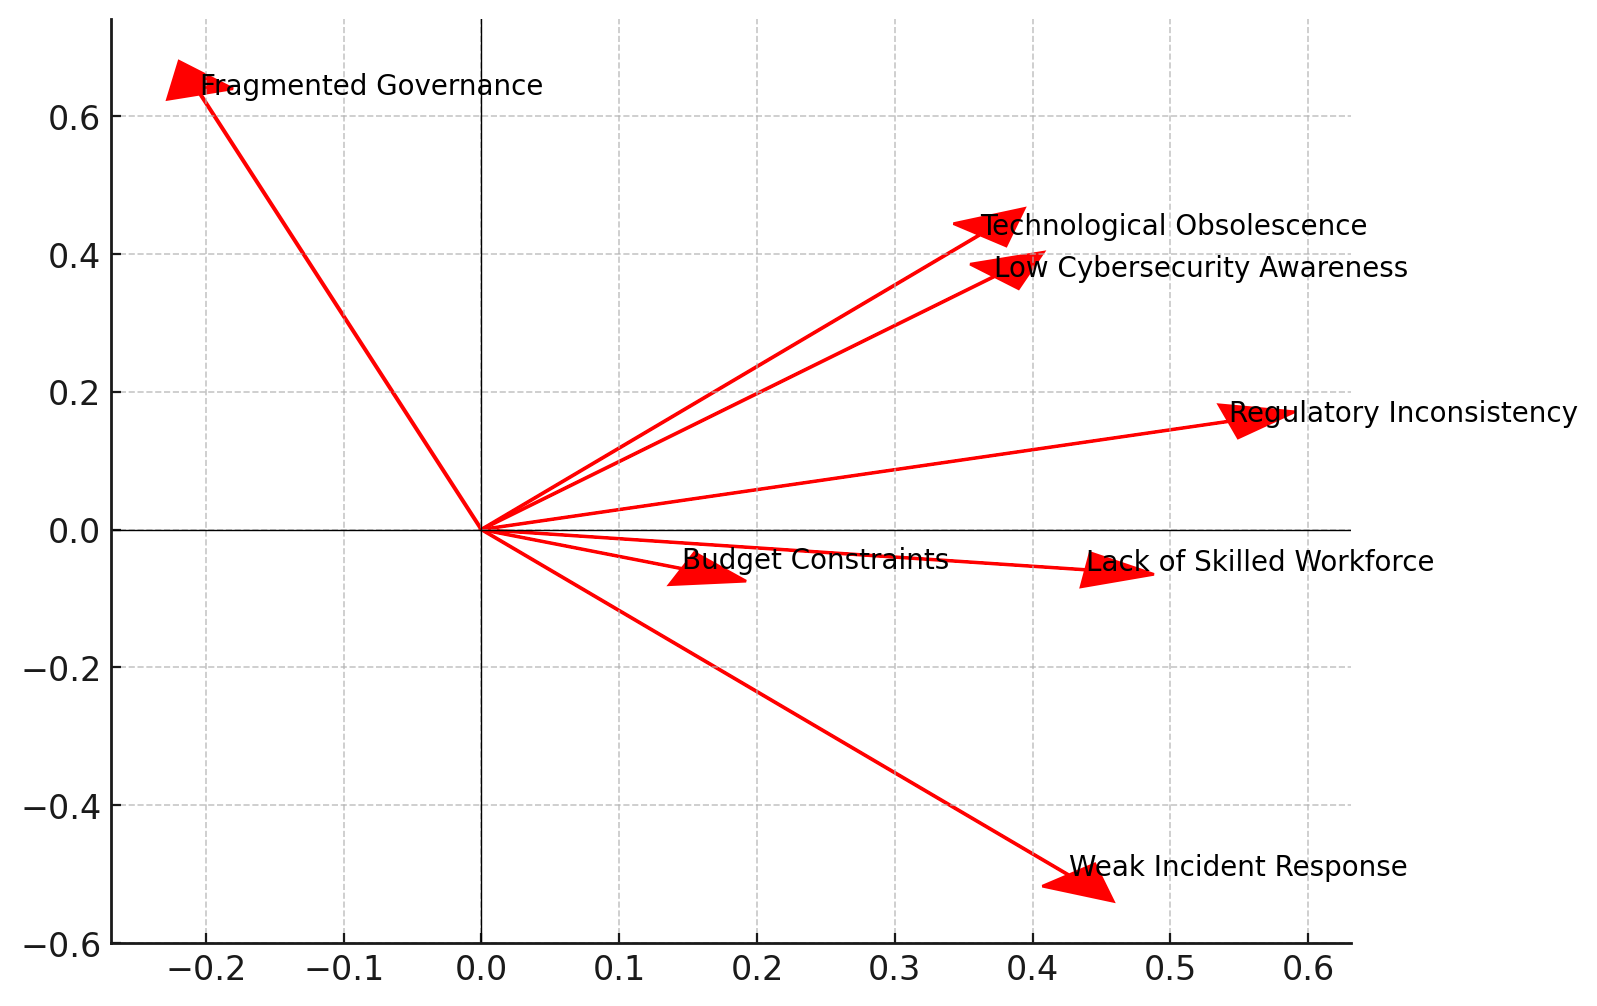 Fragmented Governance
0.6
Technological Obsolescence
0.4
Low Cybersecurity Awareness
0.2
Regulatory Inconsistency
0.0
Budget Constraints
Lack of Skilled Workforce
−0.2
−0.4
Weak Incident Response
−0.6
−0.2 −0.1 0.0 0.1 0.2 0.3 0.4 0.5 0.6